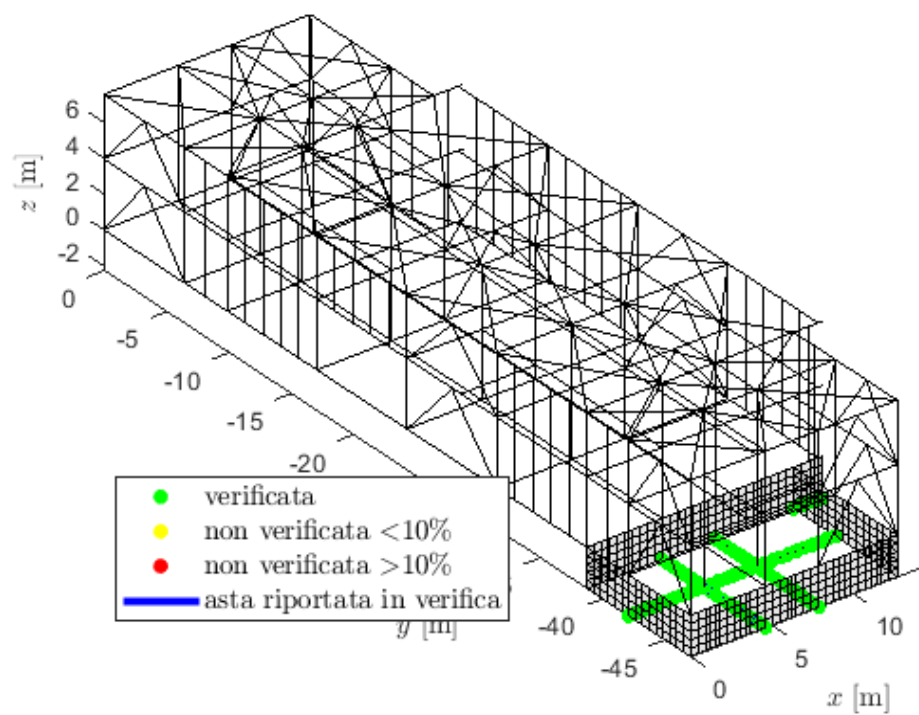 6
4
2
0
-2
z [m]
0
-5
-10
-15
-20
verificata
non verificata <10%
non verificata >10%
asta riportata in verifica
y [m]
-40
-45
0
5
10
x [m]